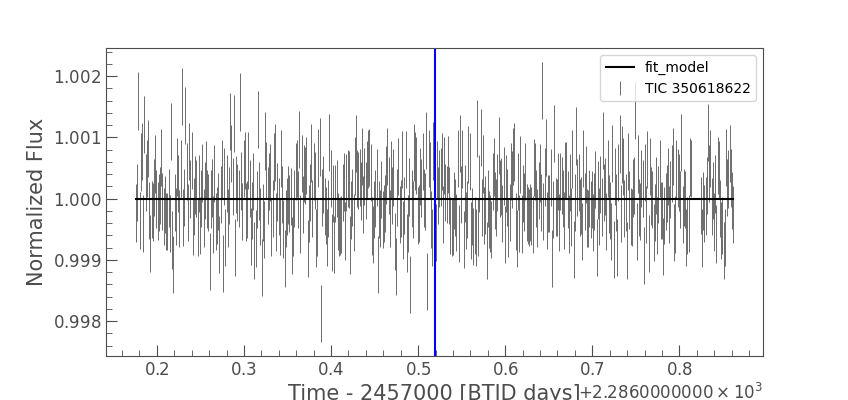 fit_model
TIC 350618622
1.002
1.001
1.000
0.999
0.998
Normalized Flux
0.2 0.3 0.4 0.5 0.6 0.7 0.8
Time - 2457000 [BTJD days]
+2.2860000000 × 10³